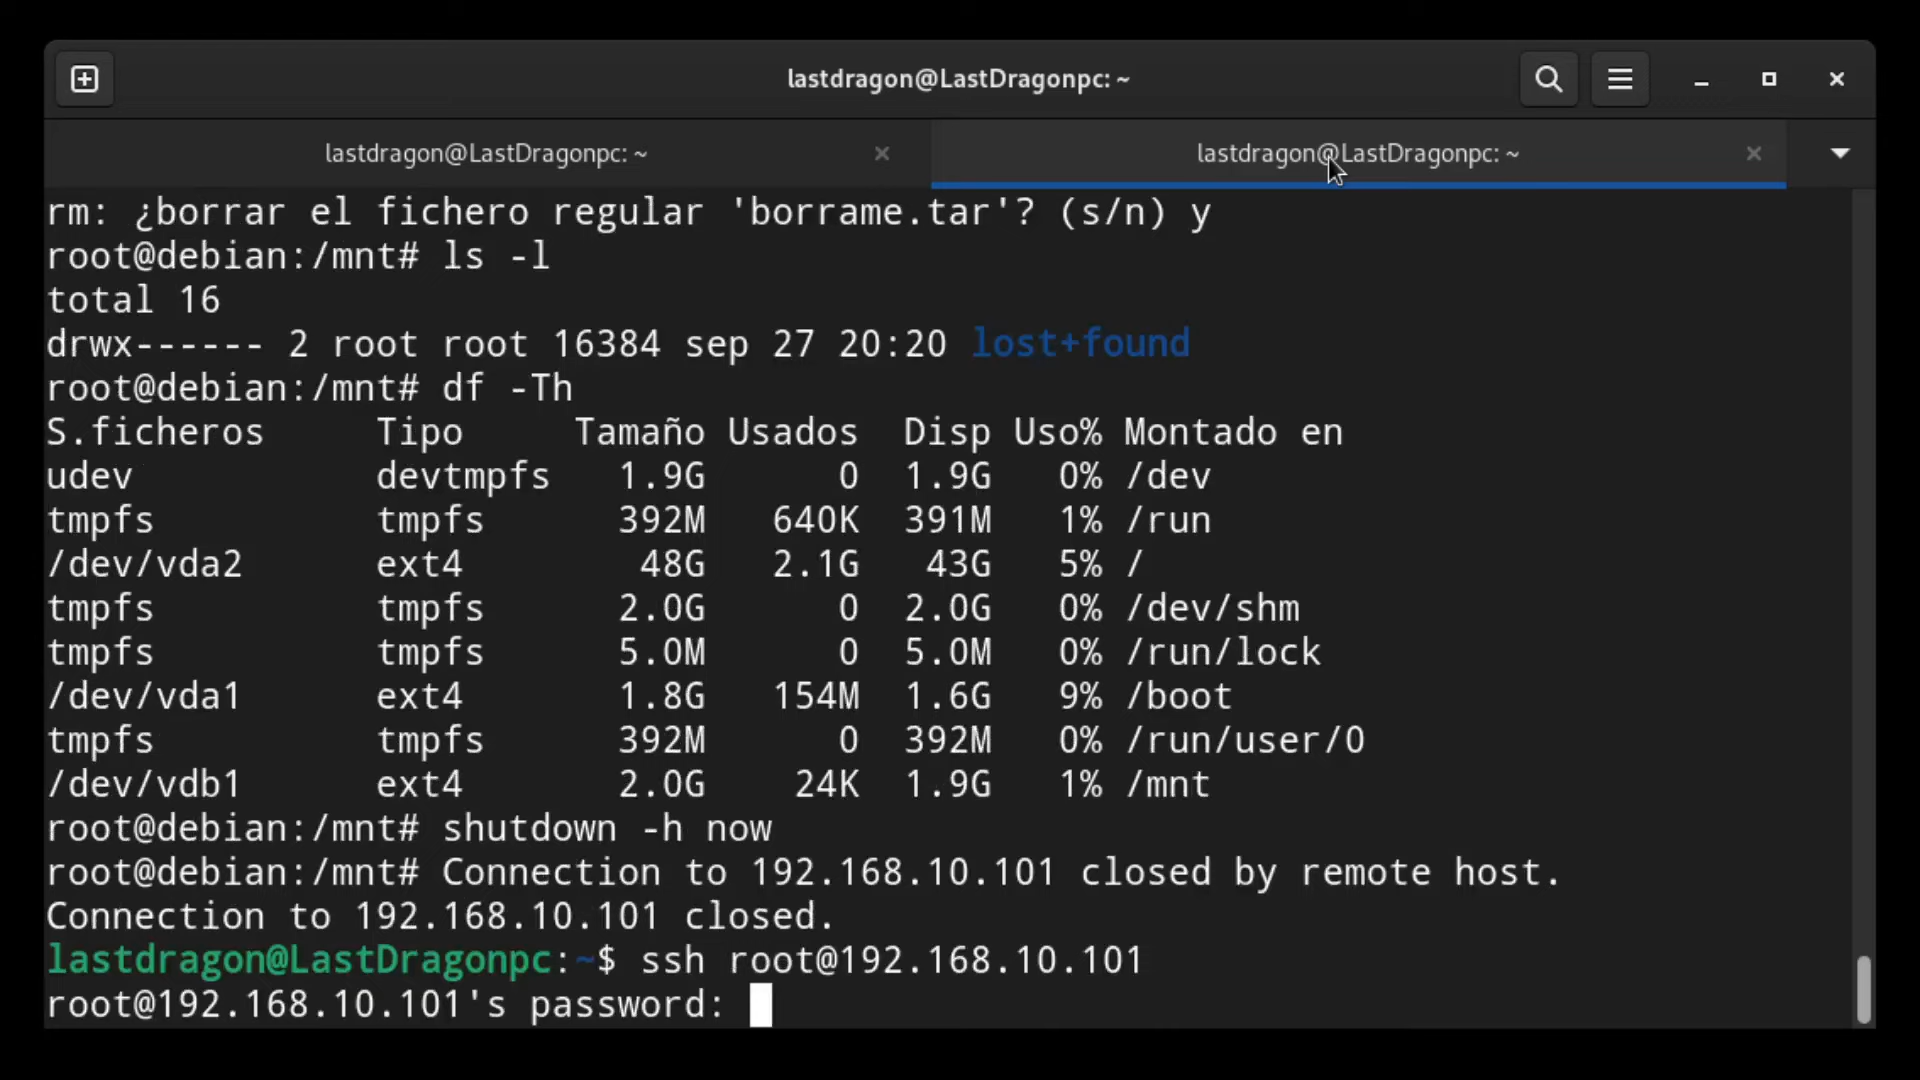 lastdragon@LastDragonpc: ~
lastdragon@LastDragonpc: ~
lastdragon@LastDragonpc: ~
rm: ¿borrar el fichero regular 'borrame.tar'? (s/n) y
root@debian:/mnt# ls -l
total 16
drwx------ 2 root root 16384 sep 27 20:20 lost+found
root@debian:/mnt# df -Th
S.ficheros     Tipo     Tamaño Usados  Disp Uso% Montado en
udev           devtmpfs   1.9G      0  1.9G   0% /dev
tmpfs          tmpfs      392M   640K  391M   1% /run
/dev/vda2      ext4        48G   2.1G   43G   5% /
tmpfs          tmpfs      2.0G      0  2.0G   0% /dev/shm
tmpfs          tmpfs      5.0M      0  5.0M   0% /run/lock
/dev/vda1      ext4       1.8G   154M  1.6G   9% /boot
tmpfs          tmpfs      392M      0  392M   0% /run/user/0
/dev/vdb1      ext4       2.0G    24K  1.9G   1% /mnt
root@debian:/mnt# shutdown -h now
root@debian:/mnt# Connection to 192.168.10.101 closed by remote host.
Connection to 192.168.10.101 closed.
lastdragon@LastDragonpc:~$ ssh root@192.168.10.101
root@192.168.10.101's password: